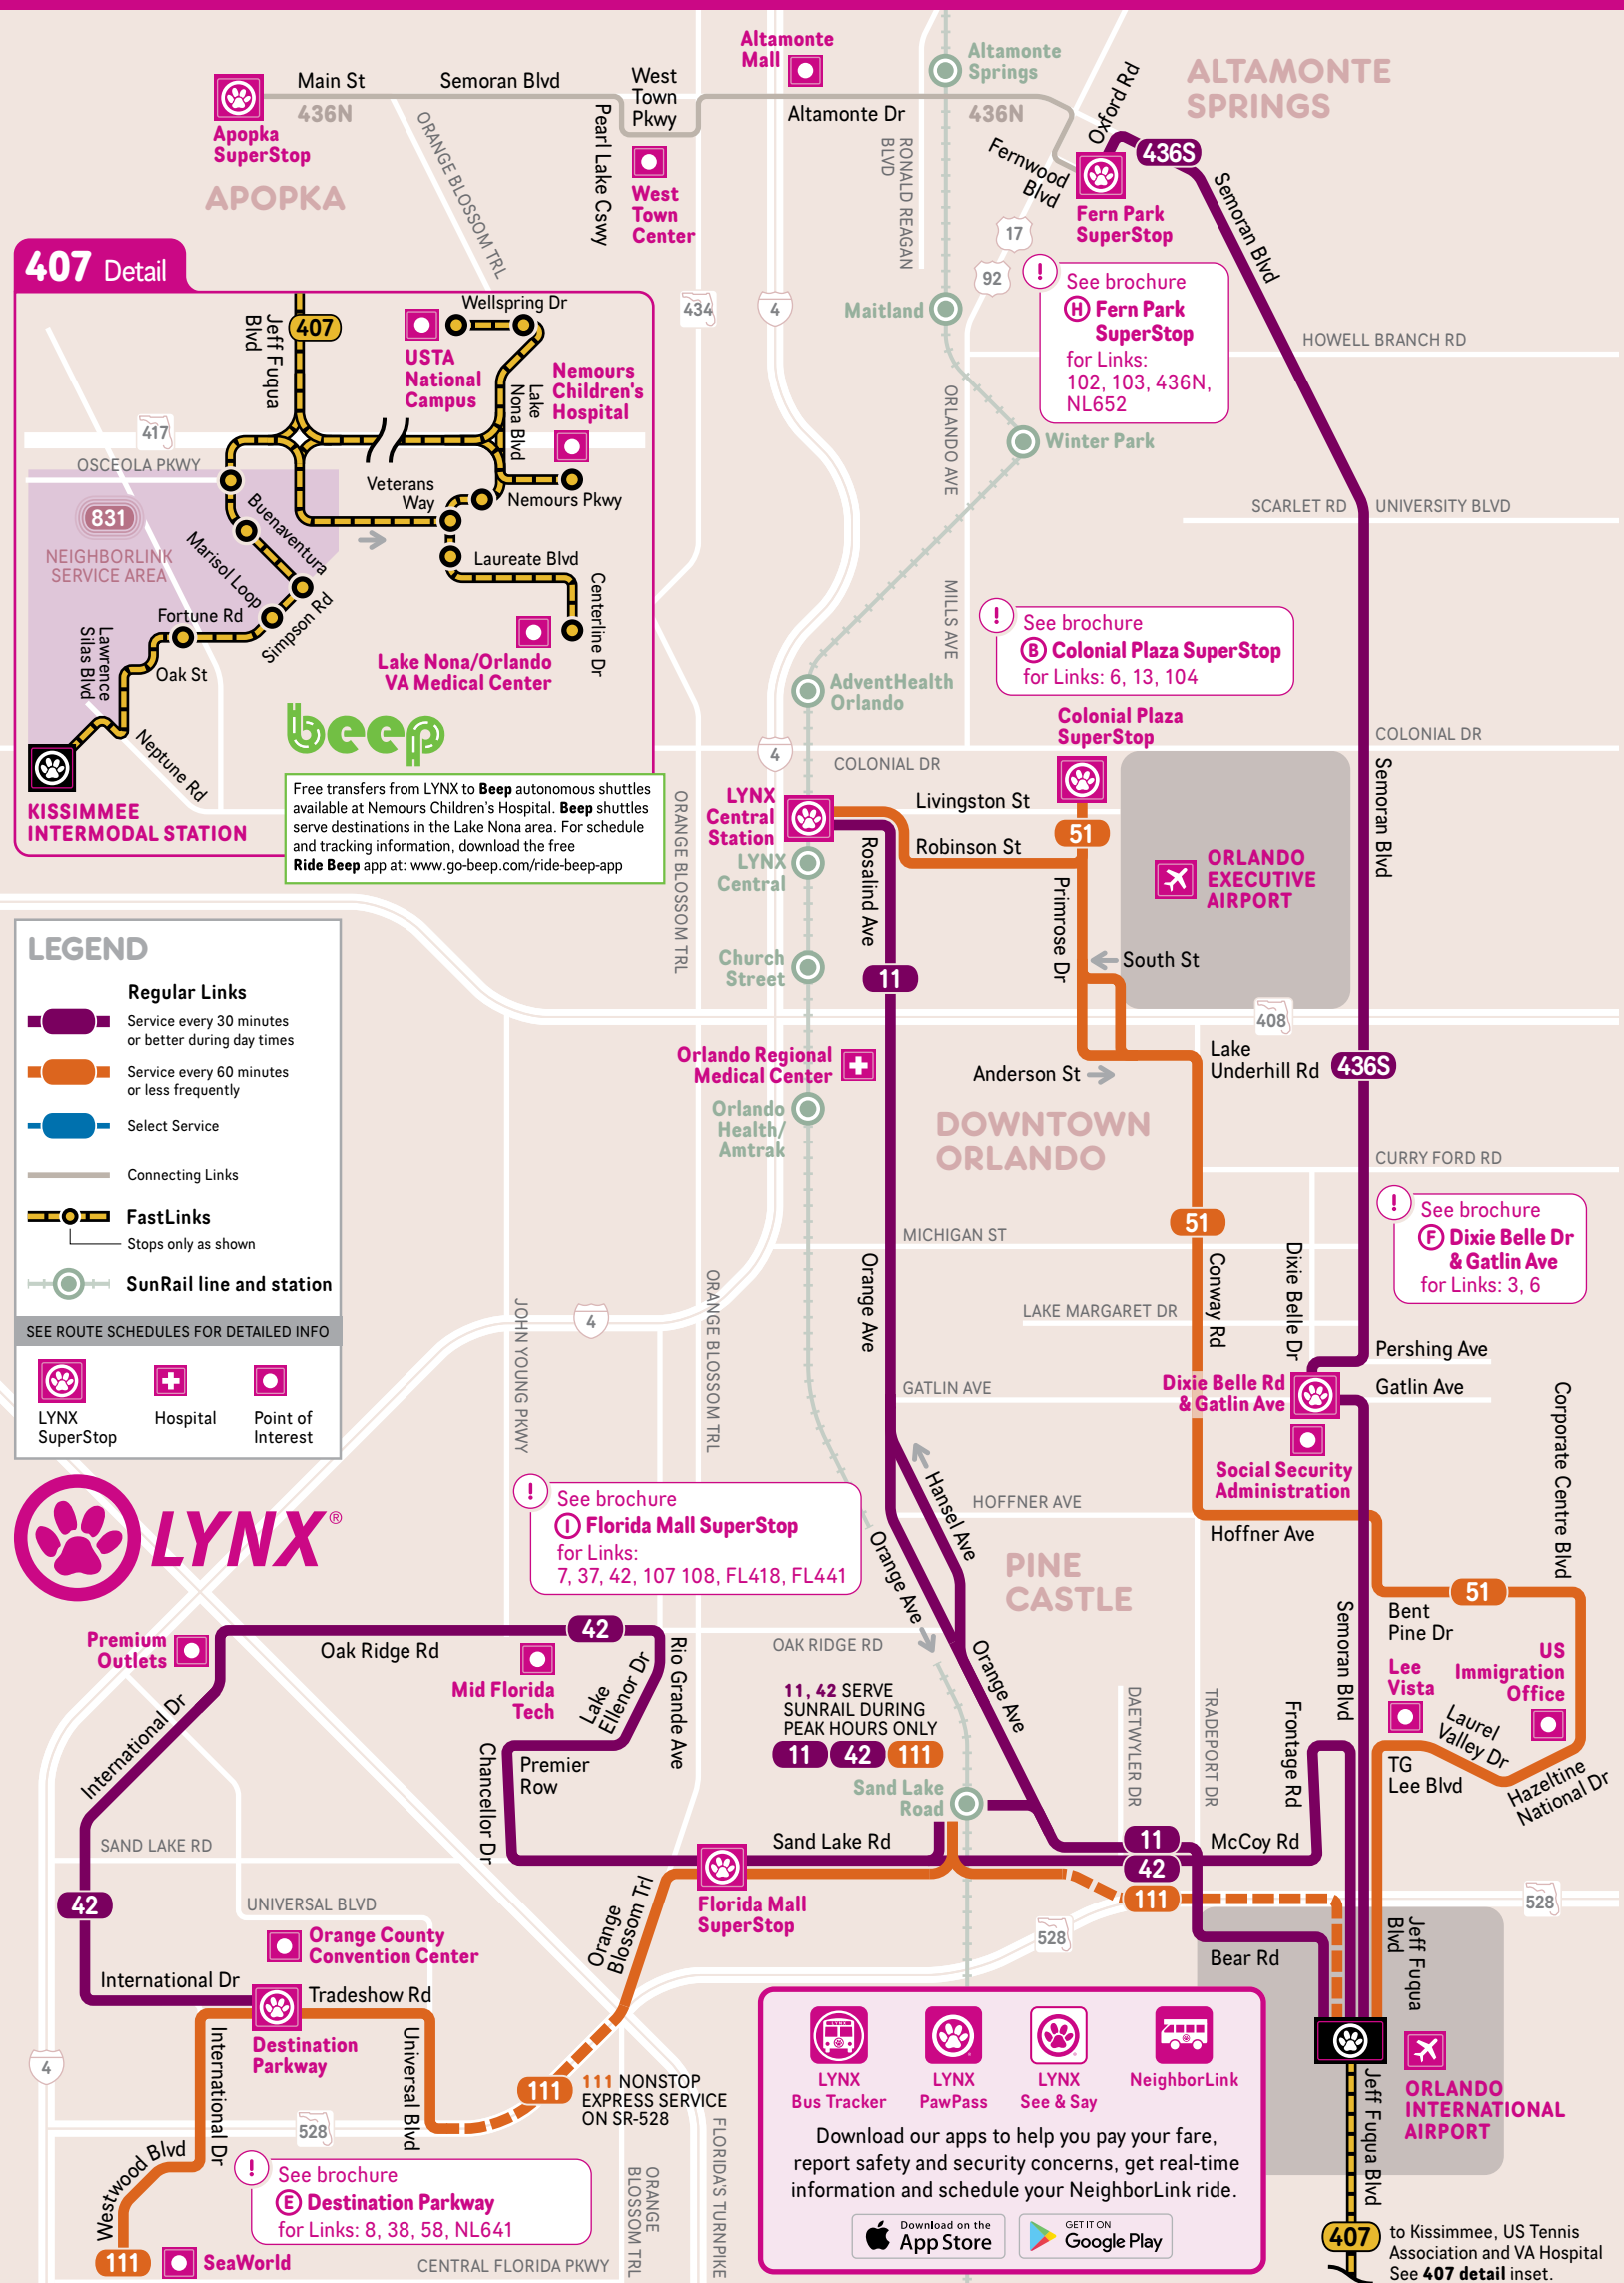 Altamonte
Mall
Altamonte
Springs
ALTAMONTE
SPRINGS
Main St
Semoran Blvd
West
Town
Pkwy
436N
Altamonte Dr
436N
Oxford Rd
436S
Apopka
SuperStop
APOPKA
ORANGE BLOSSOM TRL
Pearl Lake Cswy
West
Town
Center
RONALD REAGAN
BLVD
Fernwood
Blvd
Fern Park
SuperStop
Semoran Blvd
17
92
434
4
Maitland
!
See brochure
H Fern Park
SuperStop
for Links:
102, 103, 436N,
NL652
HOWELL BRANCH RD
ORLANDO AVE
Winter Park
SCARLET RD
UNIVERSITY BLVD
407 Detail
Jeff Fuqua
Blvd
407
Wellspring Dr
USTA
National
Campus
Lake
Nona Blvd
Nemours
Children's
Hospital
417
OSCEOLA PKWY
Veterans
Way
Nemours Pkwy
831
NEIGHBORLINK
SERVICE AREA
Buenaventura
Marisol Loop
Simpson Rd
Fortune Rd
Laureate Blvd
Centerline Dr
Lawrence
Silas Blvd
Oak St
Lake Nona/Orlando
VA Medical Center
Neptune Rd
KISSIMMEE
INTERMODAL STATION
beep
Free transfers from LYNX to Beep autonomous shuttles
available at Nemours Children's Hospital. Beep shuttles
serve destinations in the Lake Nona area. For schedule
and tracking information, download the free
Ride Beep app at: www.go-beep.com/ride-beep-app
MILLS AVE
!
See brochure
B Colonial Plaza SuperStop
for Links: 6, 13, 104
AdventHealth
Orlando
Colonial Plaza
SuperStop
4
COLONIAL DR
COLONIAL DR
LYNX
Central
Station
Livingston St
51
Robinson St
LYNX
Central
ORANGE BLOSSOM TRL
Rosalind Ave
Primrose Dr
ORLANDO
EXECUTIVE
AIRPORT
Semoran Blvd
Church
Street
11
South St
408
LEGEND
Regular Links
Service every 30 minutes
or better during day times
Service every 60 minutes
or less frequently
Select Service
Connecting Links
FastLinks
Stops only as shown
SunRail line and station
SEE ROUTE SCHEDULES FOR DETAILED INFO
LYNX
SuperStop
Hospital
Point of
Interest
Orlando Regional
Medical Center
Anderson St
Lake
Underhill Rd
436S
Orlando
Health/
Amtrak
DOWNTOWN
ORLANDO
CURRY FORD RD
51
MICHIGAN ST
!
See brochure
F Dixie Belle Dr
& Gatlin Ave
for Links: 3, 6
Orange Ave
Conway Rd
Dixie Belle Dr
LAKE MARGARET DR
4
JOHN YOUNG PKWY
ORANGE BLOSSOM TRL
Pershing Ave
GATLIN AVE
Dixie Belle Rd
& Gatlin Ave
Gatlin Ave
Corporate Centre Blvd
Social Security
Administration
LYNX®
!
See brochure
I Florida Mall SuperStop
for Links:
7, 37, 42, 107 108, FL418, FL441
Hansel Ave
HOFFNER AVE
Hoffner Ave
Orange Ave
PINE
CASTLE
51
Bent
Pine Dr
Semoran Blvd
Premium
Outlets
42
Oak Ridge Rd
Mid Florida
Tech
Lake
Ellenor Dr
Rio Grande Ave
OAK RIDGE RD
11, 42 SERVE
SUNRAIL DURING
PEAK HOURS ONLY
11 42 111
Orange Ave
DAETWYLER DR
TRADEPORT DR
Frontage Rd
Lee
Vista
US
Immigration
Office
Laurel
Valley Dr
International Dr
Chancellor Dr
Premier
Row
Sand Lake
Road
TG
Lee Blvd
Hazeltine
National Dr
SAND LAKE RD
Sand Lake Rd
11
42
McCoy Rd
42
UNIVERSAL BLVD
Florida Mall
SuperStop
111
528
528
Orange
Blossom Trl
Orange County
Convention Center
Bear Rd
Jeff Fuqua
Blvd
International Dr
Tradeshow Rd
Destination
Parkway
International Dr
Universal Blvd
4
111
111 NONSTOP
EXPRESS SERVICE
ON SR-528
528
LYNX
Bus Tracker
LYNX
PawPass
LYNX
See & Say
NeighborLink
Download our apps to help you pay your fare,
report safety and security concerns, get real-time
information and schedule your NeighborLink ride.
Download on the
App Store
GET IT ON
Google Play
ORLANDO
INTERNATIONAL
AIRPORT
Jeff Fuqua Blvd
Westwood Blvd
!
See brochure
E Destination Parkway
for Links: 8, 38, 58, NL641
ORANGE
BLOSSOM TRL
FLORIDA'S TURNPIKE
111
SeaWorld
CENTRAL FLORIDA PKWY
407
to Kissimmee, US Tennis
Association and VA Hospital
See 407 detail inset.